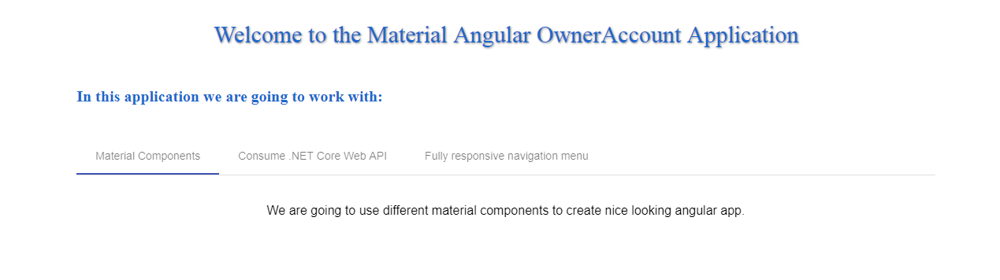 Welcome to the Material Angular OwnerAccount Application
In this application we are going to work with:
Material Components Consume .NET Core Web API Fully responsive navigation menu
We are going to use different material components to create nice looking angular app.